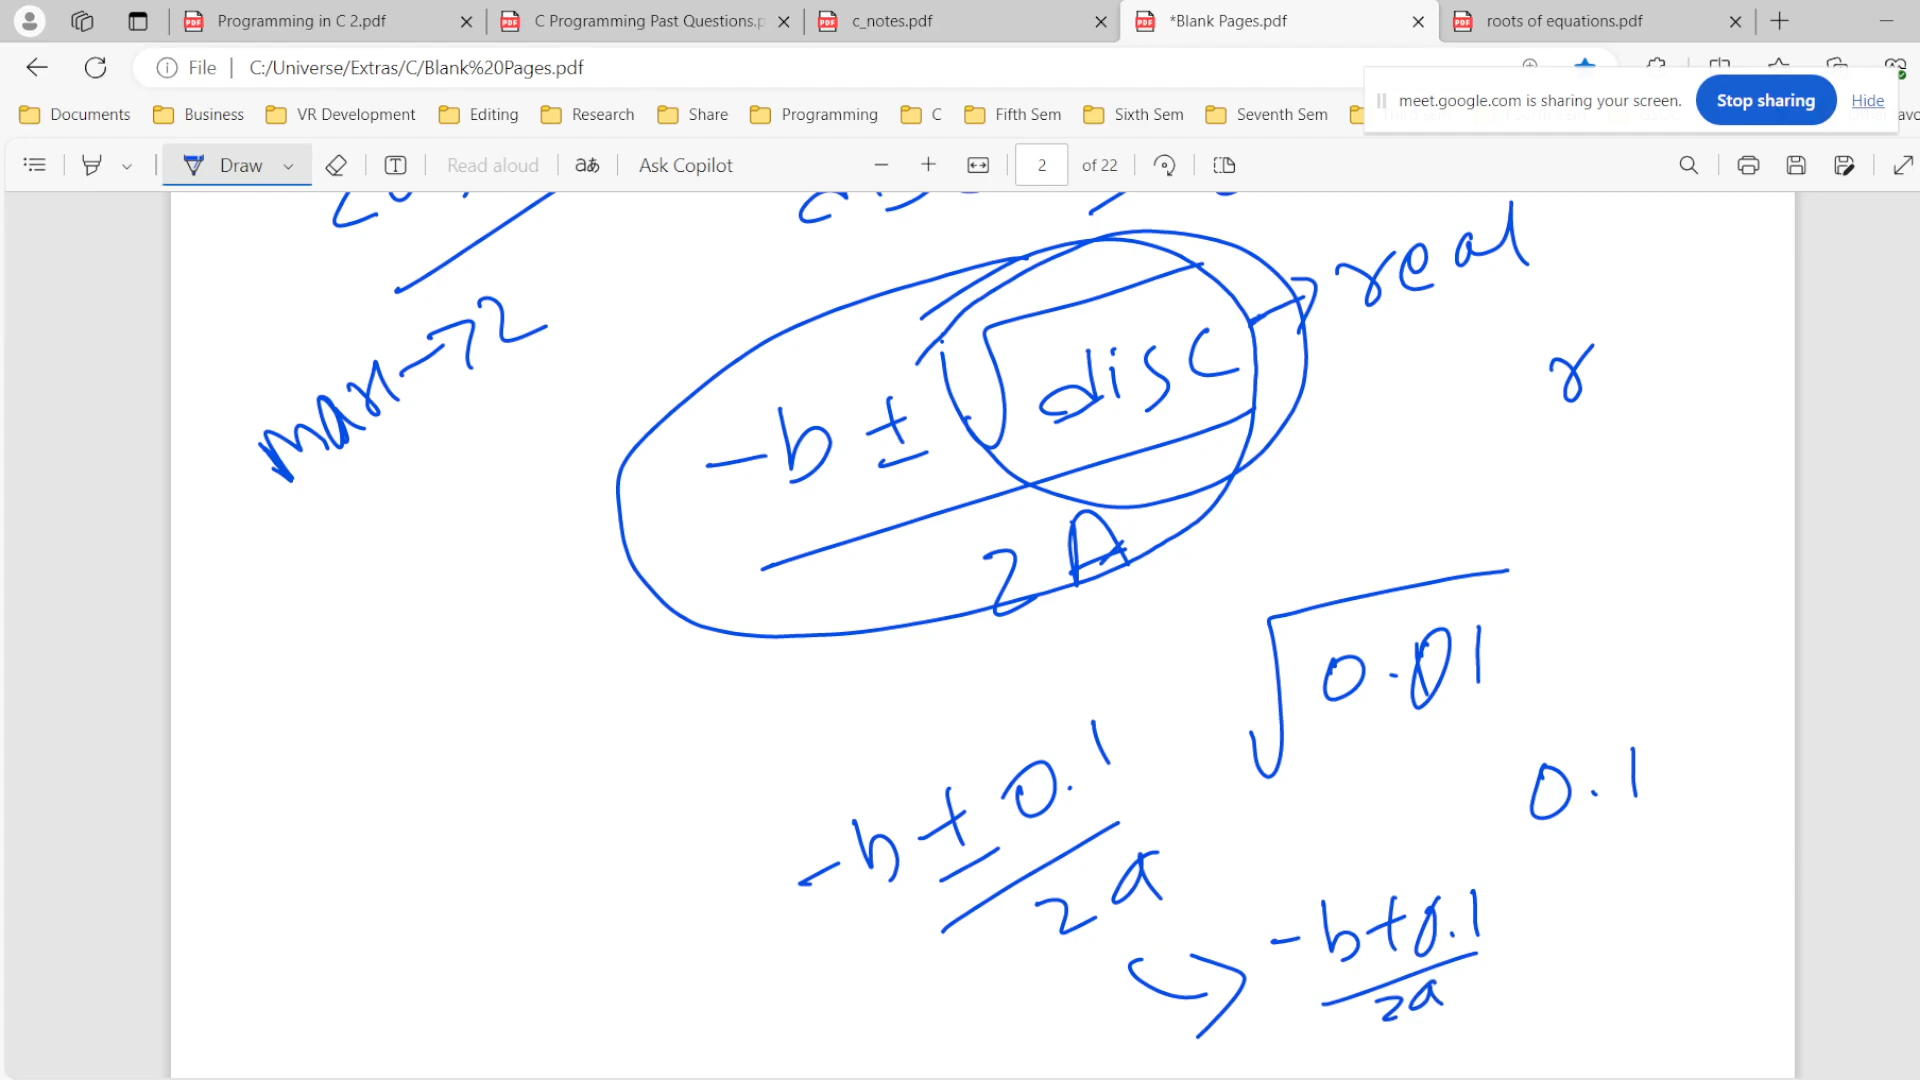 Programming in C 2.pdf
C Programming Past Questions.p
c_notes.pdf
*Blank Pages.pdf
roots of equations.pdf
File
C:/Universe/Extras/C/Blank%20Pages.pdf
meet.google.com is sharing your screen.
Stop sharing
Hide
Documents
Business
VR Development
Editing
Research
Share
Programming
C
Fifth Sem
Sixth Sem
Seventh Sem
Draw
Read aloud
aあ
Ask Copilot
2
of 22
real
72
r
-b ± √disc
2A
√0.01
0.1
-b ± 0.1
2a
-b+0.1
2a